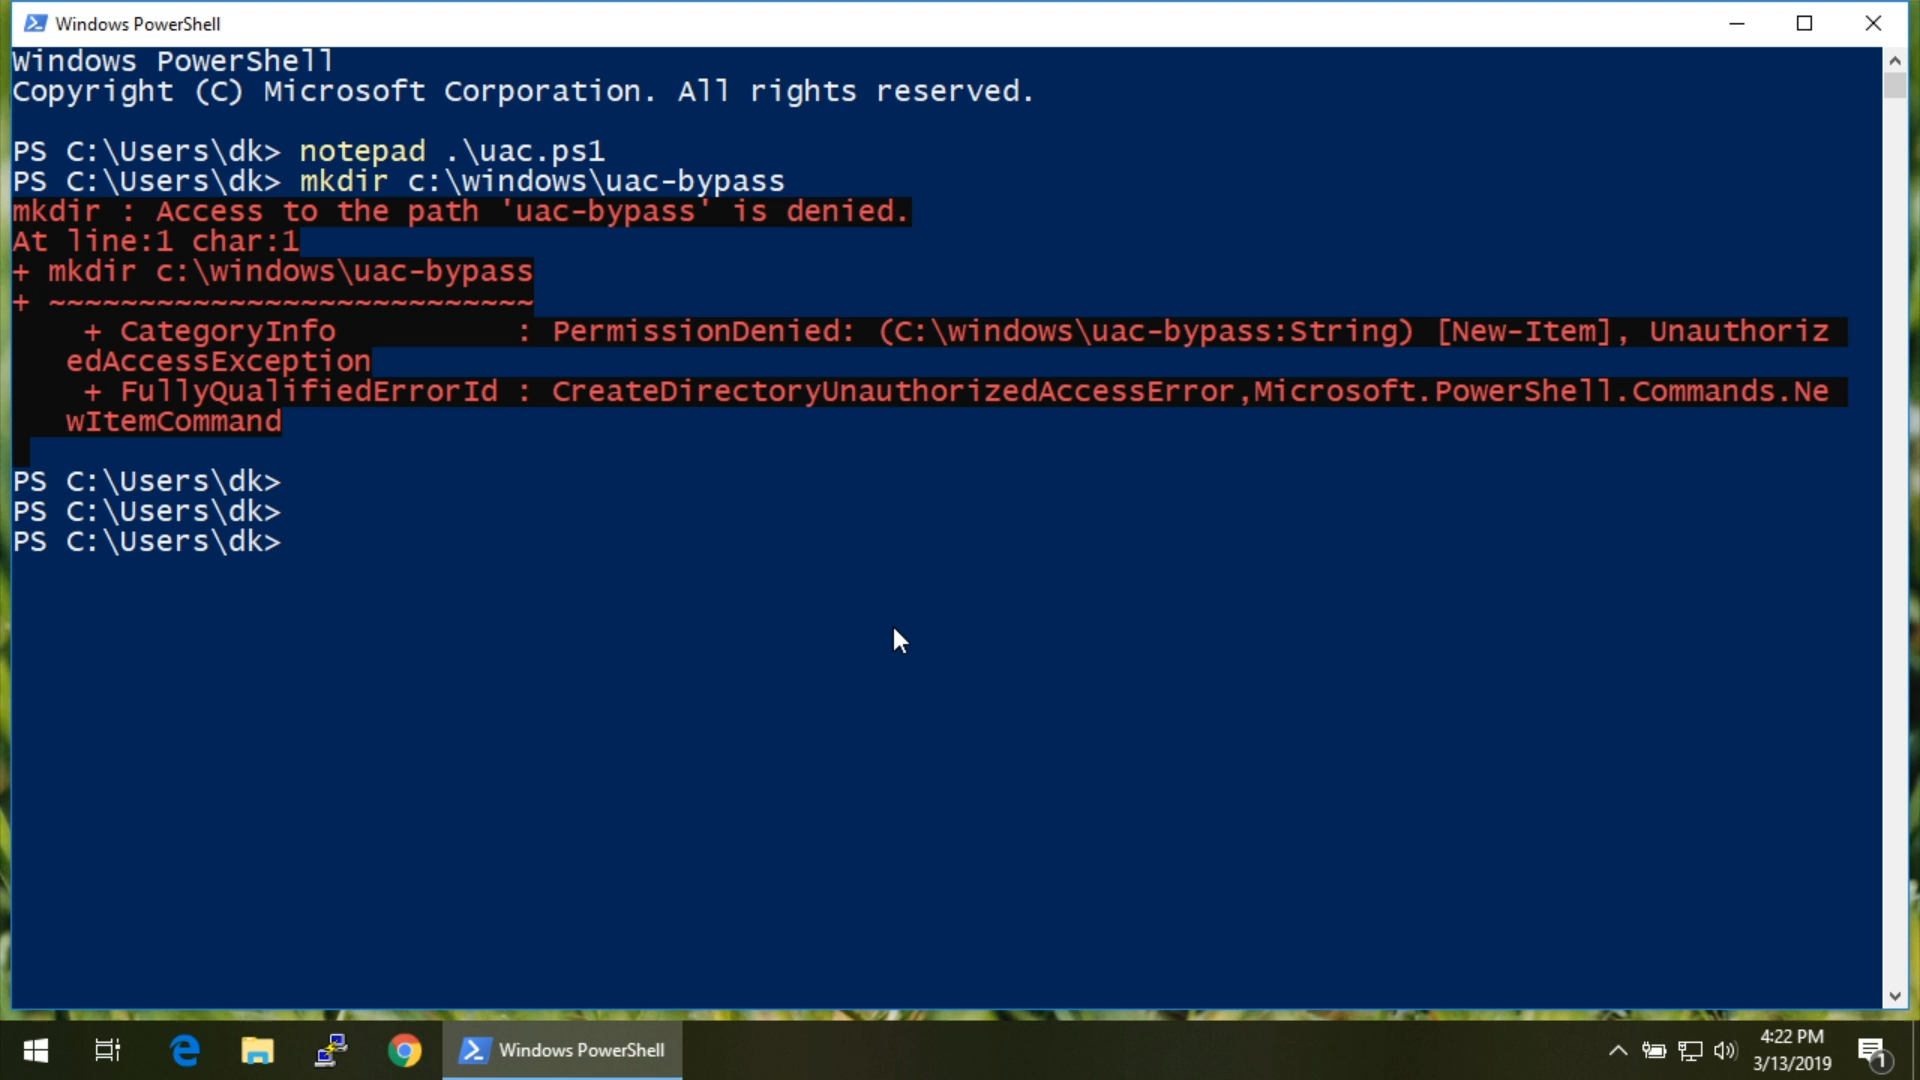 Windows PowerShell
Windows PowerShell
Copyright (C) Microsoft Corporation. All rights reserved.
PS C:\Users\dk> notepad .\uac.ps1
PS C:\Users\dk> mkdir c:\windows\uac-bypass
mkdir : Access to the path 'uac-bypass' is denied.
At line:1 char:1
+ mkdir c:\windows\uac-bypass
+ ~~~~~~~~~~~~~~~~~~~~~~~~~~~
    + CategoryInfo          : PermissionDenied: (C:\windows\uac-bypass:String) [New-Item], Unauthoriz
   edAccessException
    + FullyQualifiedErrorId : CreateDirectoryUnauthorizedAccessError,Microsoft.PowerShell.Commands.Ne
   wItemCommand
PS C:\Users\dk>
PS C:\Users\dk>
PS C:\Users\dk>
Windows PowerShell
4:22 PM
3/13/2019
1